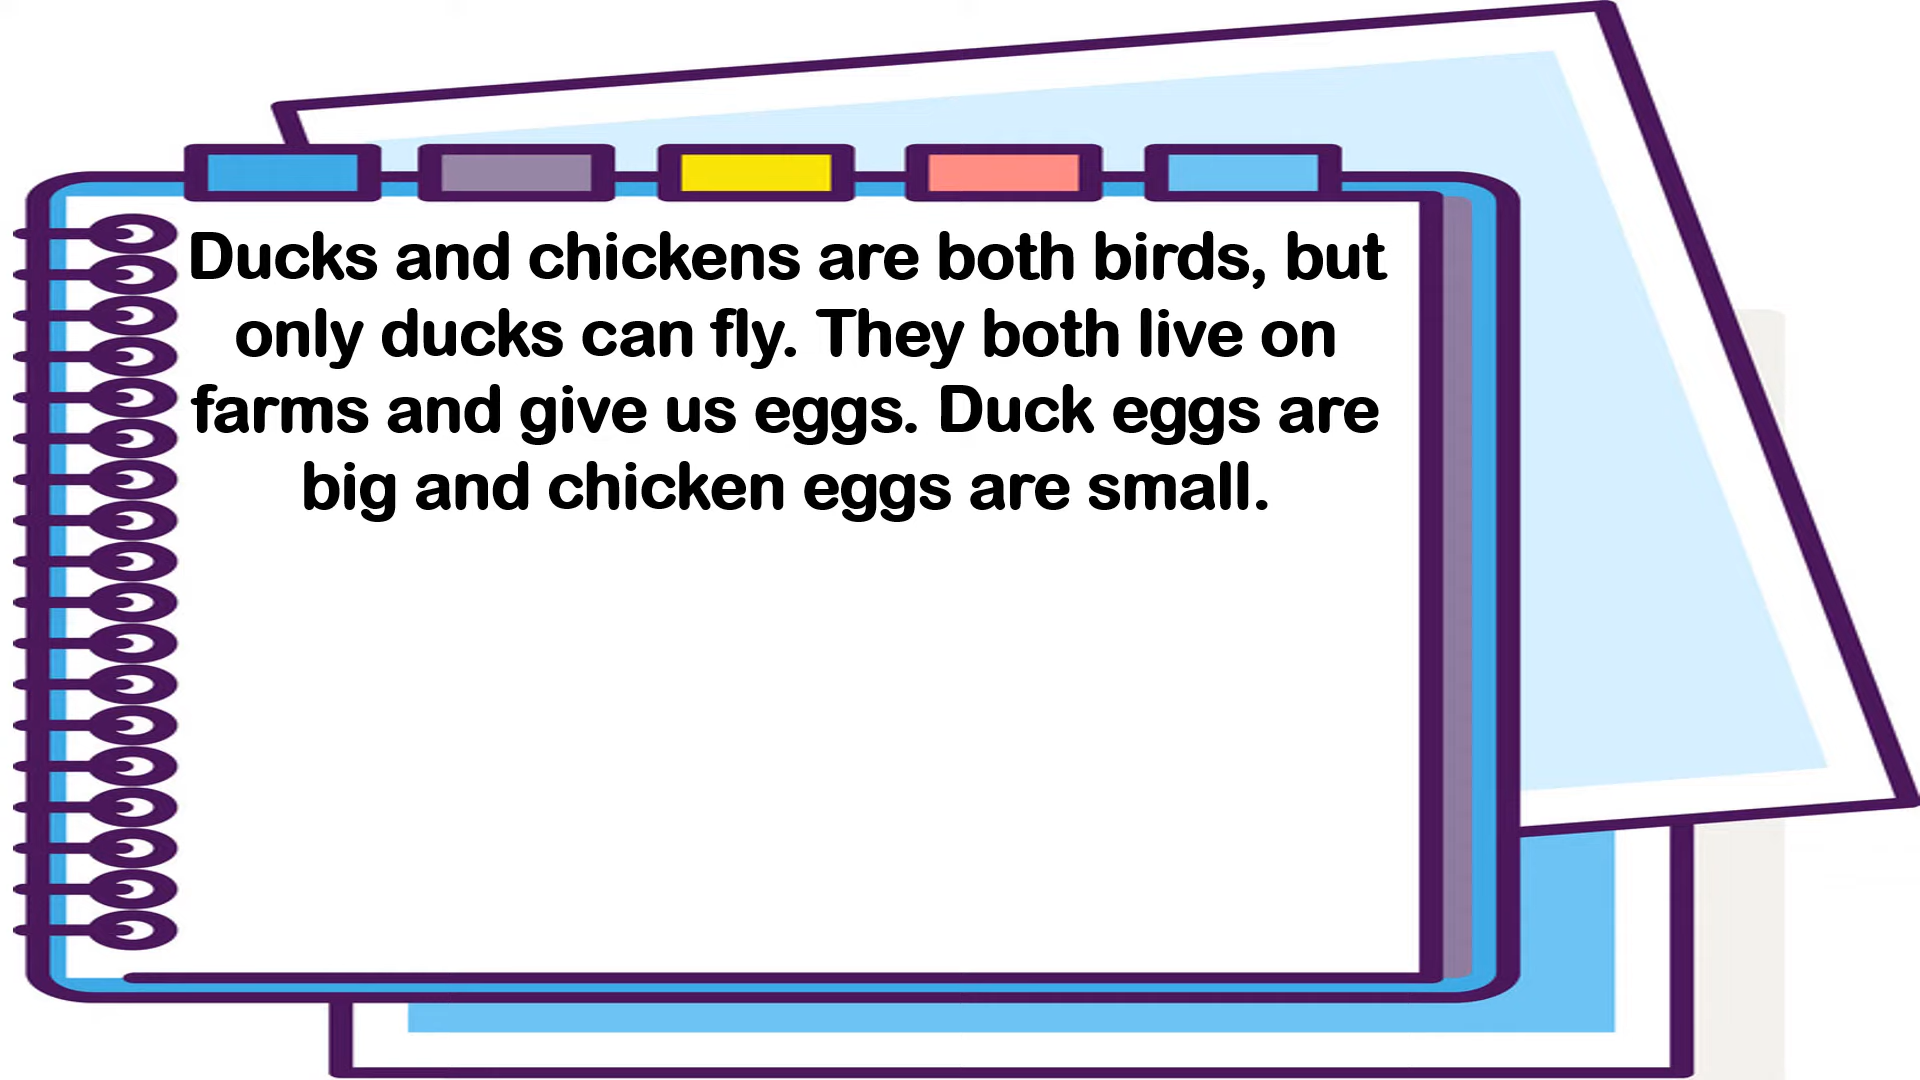 Ducks and chickens are both birds, but
only ducks can fly. They both live on
farms and give us eggs. Duck eggs are
big and chicken eggs are small.